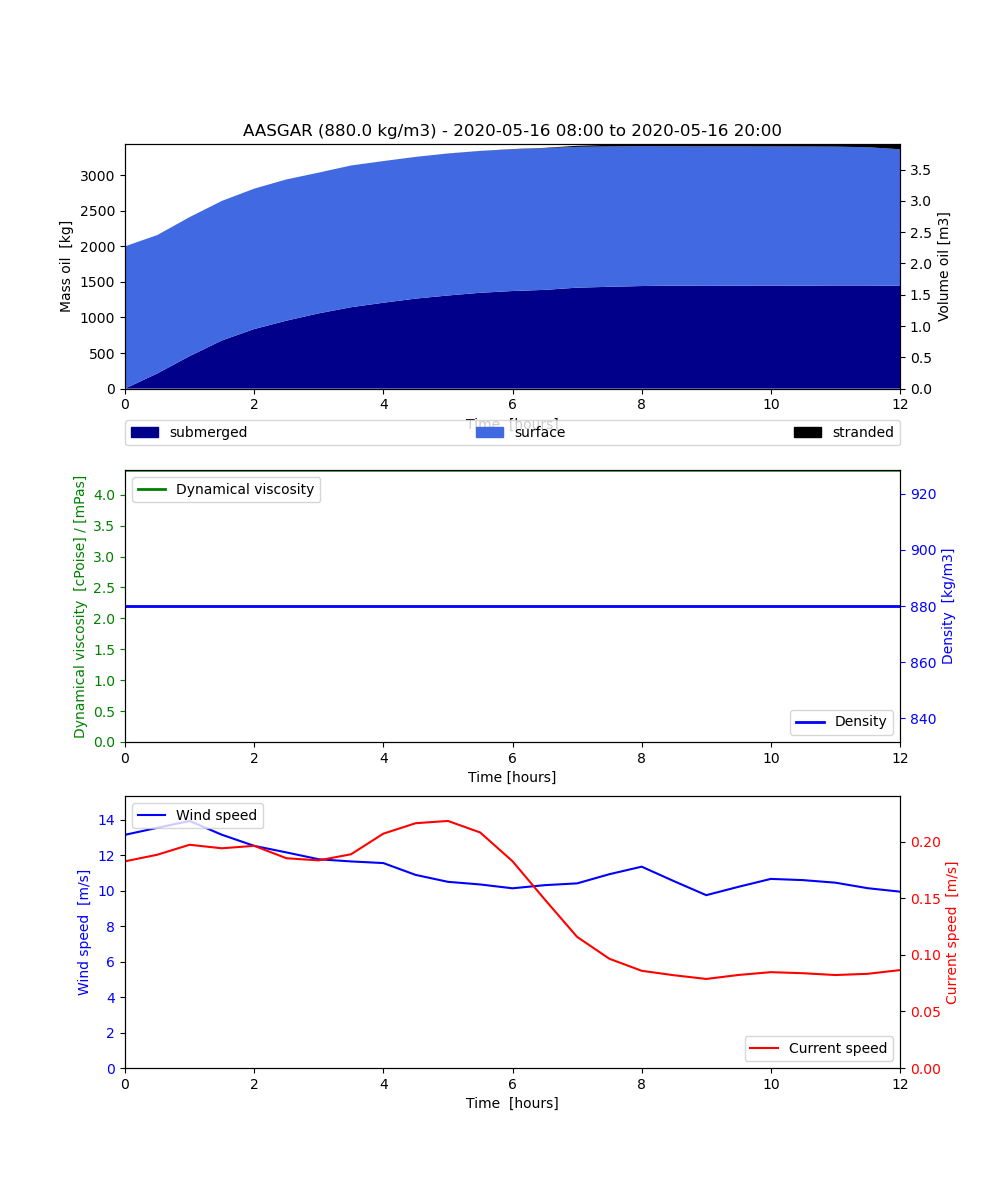 AASGAR (880.0 kg/m3) - 2020-05-16 08:00 to 2020-05-16 20:00
3000
2500
2000
1500
1000
500
0
Mass oil [kg]
3.5
3.0
2.5
2.0
1.5
1.0
0.5
0.0
Volume oil [m3]
0 2 4 6 8 10 12
Time [hours]
submerged surface stranded
Dynamical viscosity
4.0
3.5
3.0
2.5
2.0
1.5
1.0
0.5
0.0
Dynamical viscosity [cPoise] / [mPas]
920
900
880
860
840
Density [kg/m3]
Density
0 2 4 6 8 10 12
Time [hours]
Wind speed
14
12
10
8
6
4
2
0
Wind speed [m/s]
0.20
0.15
0.10
0.05
0.00
Current speed [m/s]
Current speed
0 2 4 6 8 10 12
Time [hours]